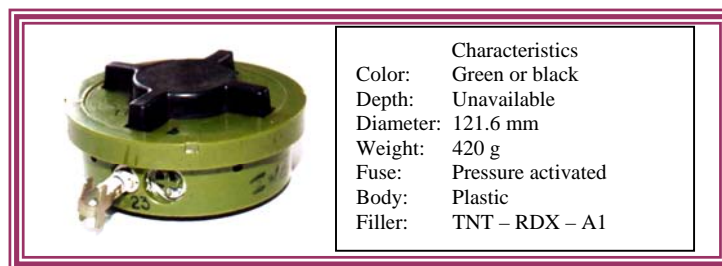 Characteristics
Color: Green or black
Depth: Unavailable
Diameter: 121.6 mm
Weight: 420 g
Fuse: Pressure activated
Body: Plastic
Filler: TNT – RDX – A1
23